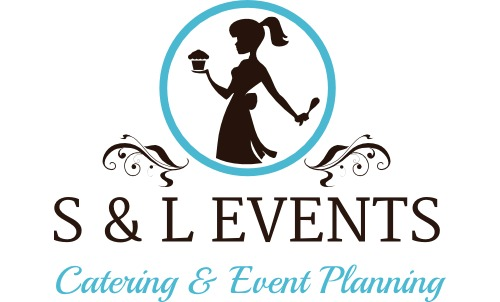 S & L EVENTS
Catering & Event Planning